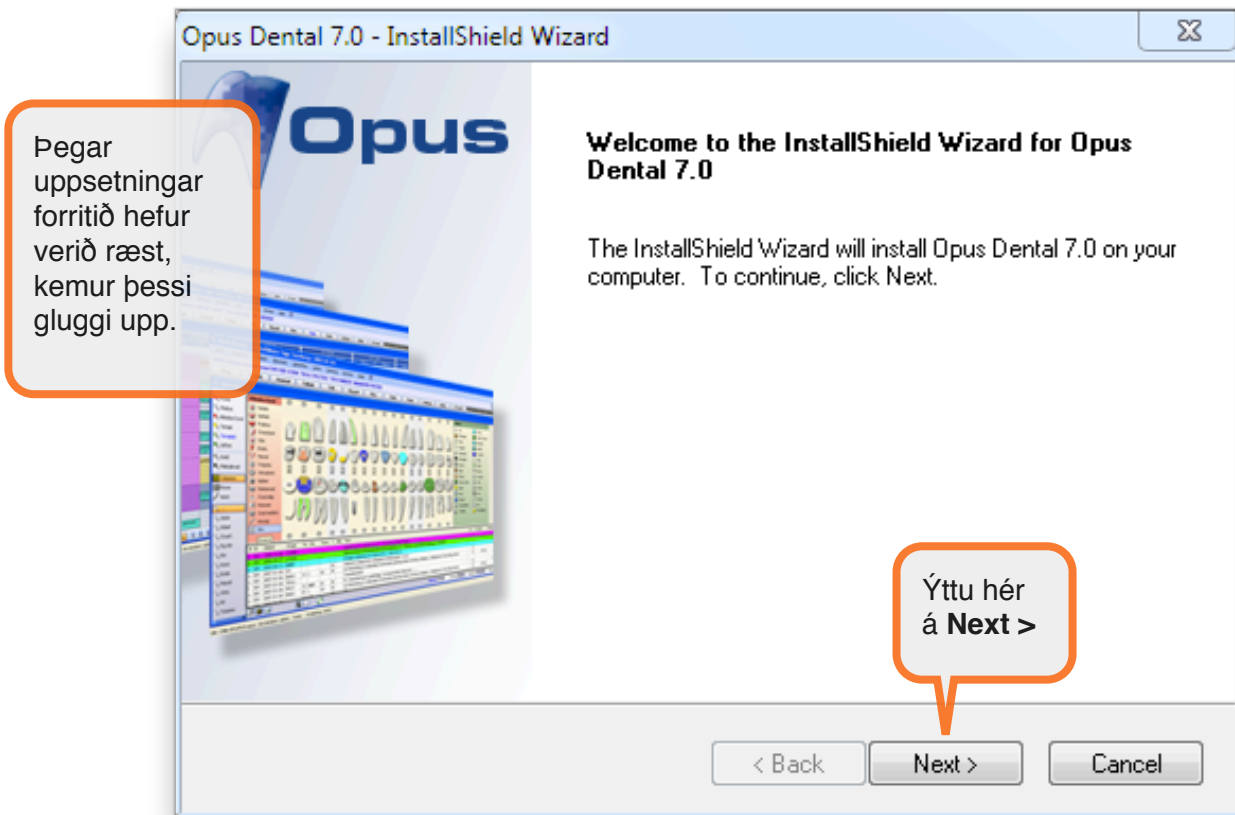 Opus Dental 7.0 - InstallShield Wizard
Opus
Þegar
uppsetningar
forritið hefur
verið ræst,
kemur þessi
gluggi upp.
Welcome to the InstallShield Wizard for Opus
Dental 7.0
The InstallShield Wizard will install Opus Dental 7.0 on your
computer. To continue, click Next.
Ýttu hér
á Next >
< Back
Next >
Cancel